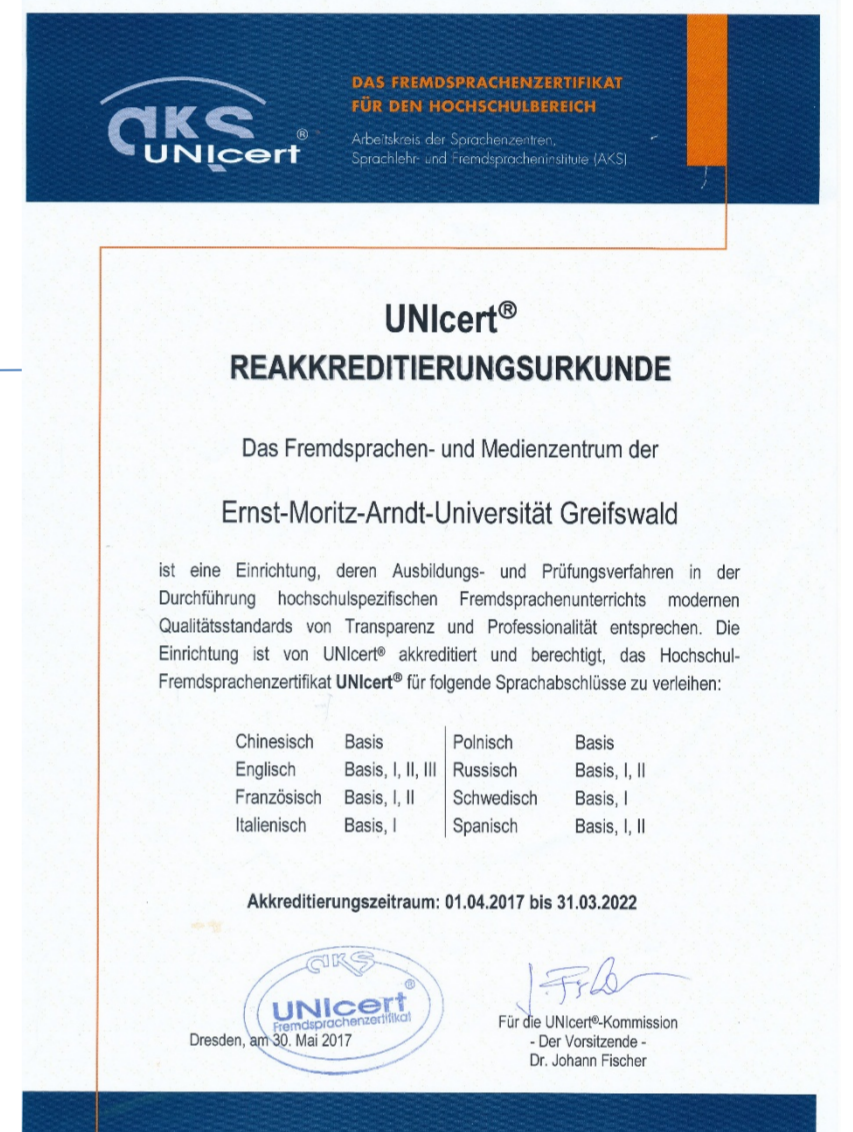 aKS
UNIcert®
DAS FREMDSPRACHENZERTIFIKAT
FÜR DEN HOCHSCHULBEREICH
Arbeitskreis der Sprachenzentren,
Sprachlehr- und Fremdspracheninstitute (AKS)
UNIcert®
REAKKREDITIERUNGSURKUNDE
Das Fremdsprachen- und Medienzentrum der
Ernst-Moritz-Arndt-Universität Greifswald
ist eine Einrichtung, deren Ausbildungs- und Prüfungsverfahren in der
Durchführung hochschulspezifischen Fremdsprachenunterrichts modernen
Qualitätsstandards von Transparenz und Professionalität entsprechen. Die
Einrichtung ist von UNIcert® akkreditiert und berechtigt, das Hochschul-
Fremdsprachenzertifikat UNIcert® für folgende Sprachabschlüsse zu verleihen:
Chinesisch Basis Polnisch Basis
Englisch Basis, I, II, III Russisch Basis, I, II
Französisch Basis, I, II Schwedisch Basis, I
Italienisch Basis, I Spanisch Basis, I, II
Akkreditierungszeitraum: 01.04.2017 bis 31.03.2022
aKS
UNIcert®
Fremdsprachenzertifikat
Dresden, am 30. Mai 2017
Für die UNIcert®-Kommission
- Der Vorsitzende -
Dr. Johann Fischer